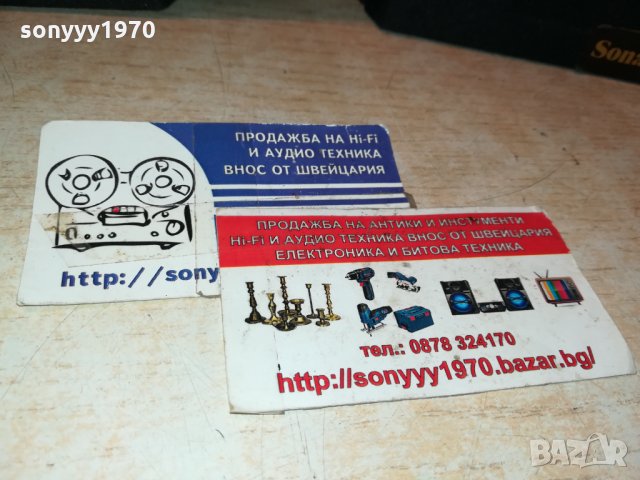 sonyyy1970
Sona
ПРОДАЖБА НА Hi-Fi
И АУДИО ТЕХНИКА
ВНОС ОТ ШВЕЙЦАРИЯ
http://sony
ПРОДАЖБА НА АНТИКИ И ИНСТРУМЕНТИ
Hi-Fi И АУДИО ТЕХНИКА ВНОС ОТ ШВЕЙЦАРИЯ
ЕЛЕКТРОНИКА И БИТОВА ТЕХНИКА
тел.: 0878 324170
http://sonyyy1970.bazar.bg/
BAZAR
bg